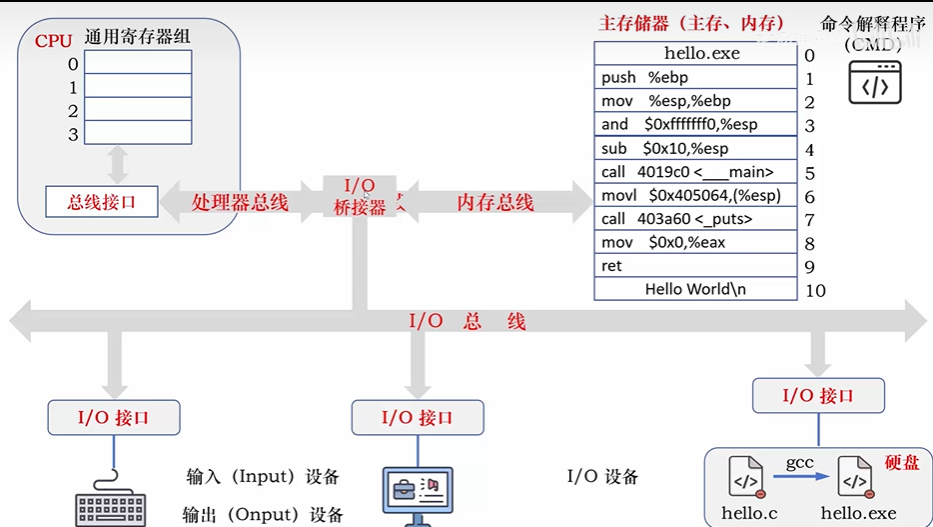 CPU 通用寄存器组
0
1
2
3
总线接口
处理器总线
I/O
桥接器
内存总线
主存储器（主存、内存）
命令解释程序
(CMD)
hello.exe 0
push %ebp 1
mov %esp,%ebp 2
and $0xfffffff0,%esp 3
sub $0x10,%esp 4
call 4019c0 <___main> 5
movl $0x405064,(%esp) 6
call 403a60 <_puts> 7
mov $0x0,%eax 8
ret 9
Hello World\n 10
</>
I/O 总 线
I/O 接口
I/O 接口
I/O 接口
输入（Input）设备
输出（Onput）设备
I/O 设备
gcc
硬盘
</>
</>
hello.c
hello.exe